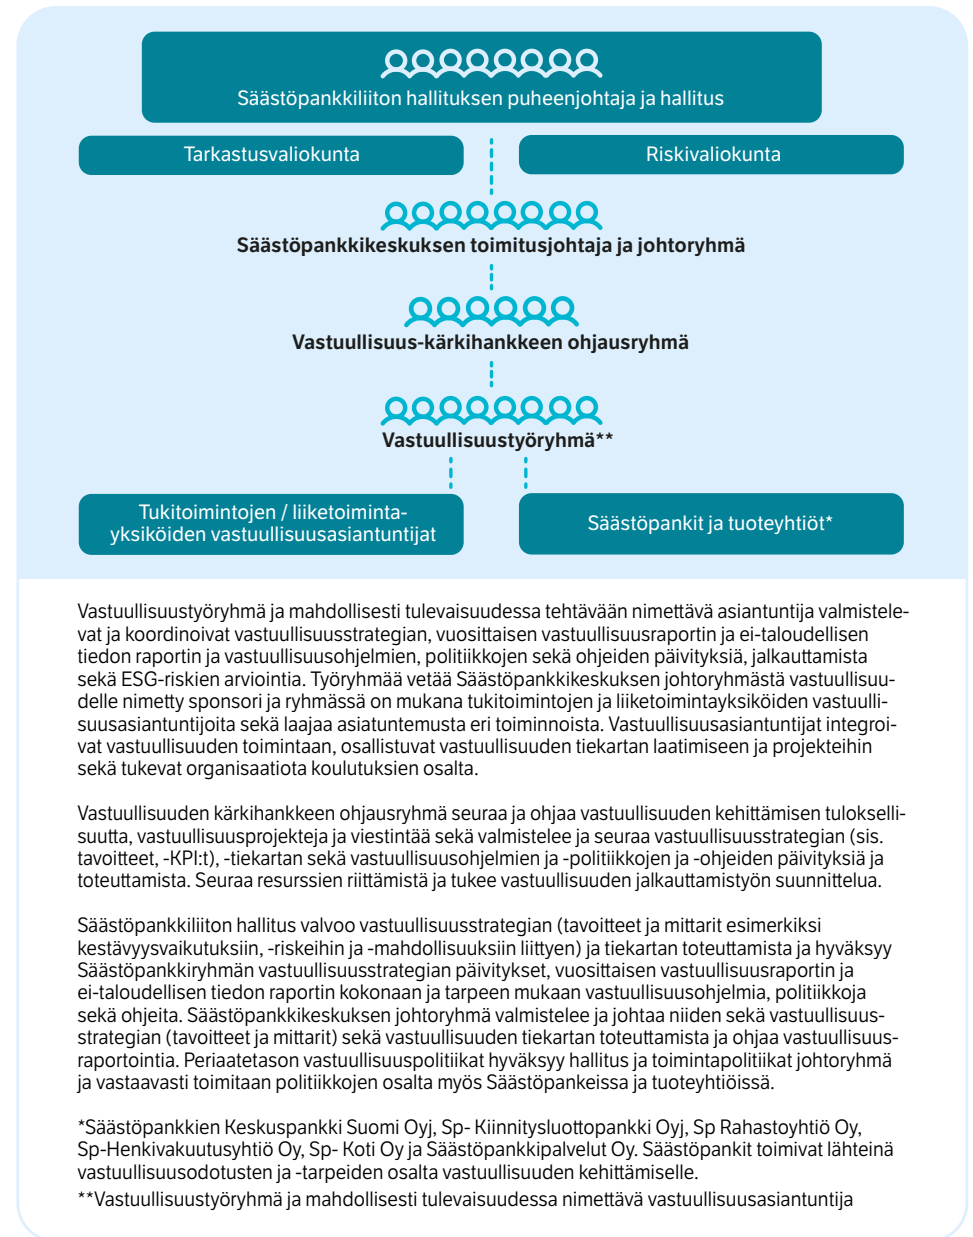 Säästöpankkiliiton hallituksen puheenjohtaja ja hallitus
Tarkastusvaliokunta
Riskivaliokunta
Säästöpankkikeskuksen toimitusjohtaja ja johtoryhmä
Vastuullisuus-kärkihankkeen ohjausryhmä
Vastuullisuustyöryhmä**
Tukitoimintojen / liiketoiminta-
yksiköiden vastuullisuusasiantuntijat
Säästöpankit ja tuoteyhtiöt*
Vastuullisuustyöryhmä ja mahdollisesti tulevaisuudessa tehtävään nimettävä asiantuntija valmistele-
vat ja koordinoivat vastuullisuusstrategian, vuosittaisen vastuullisuusraportin ja ei-taloudellisen
tiedon raportin ja vastuullisuusohjelmien, politiikkojen sekä ohjeiden päivityksiä, jalkauttamista
sekä ESG-riskien arviointia. Työryhmää vetää Säästöpankkikeskuksen johtoryhmästä vastuullisuu-
delle nimetty sponsori ja ryhmässä on mukana tukitoimintojen ja liiketoimintayksiköiden vastuulli-
suusasiantuntijoita sekä laajaa asiatuntemusta eri toiminnoista. Vastuullisuusasiantuntijat integroi-
vat vastuullisuuden toimintaan, osallistuvat vastuullisuuden tiekartan laatimiseen ja projekteihin
sekä tukevat organisaatiota koulutuksien osalta.
Vastuullisuuden kärkihankkeen ohjausryhmä seuraa ja ohjaa vastuullisuuden kehittämisen tuloksselli-
suutta, vastuullisuusprojekteja ja viestintää sekä valmistelee ja seuraa vastuullisuusstrategian (sis.
tavoitteet, -KPI:t), -tiekartan sekä vastuullisuusohjelmien ja -politiikkojen ja -ohjeiden päivityksiä ja
toteuttamista. Seuraa resurssien riittämistä ja tukee vastuullisuuden jalkauttamistyön suunnittelua.
Säästöpankkiliiton hallitus valvoo vastuullisuusstrategian (tavoitteet ja mittarit esimerkiksi
kestävyysvaikutuksiin, -riskeihin ja -mahdollisuuksiin liittyen) ja tiekartan toteuttamista ja hyväksyy
Säästöpankkiryhmän vastuullisuusstrategian päivitykset, vuosittaisen vastuullisuusraportin ja
ei-taloudellisen tiedon raportin kokonaan ja tarpeen mukaan vastuullisuusohjelmia, politiikkoja
sekä ohjeita. Säästöpankkikeskuksen johtoryhmä valmistelee ja johtaa niiden sekä vastuullisuus-
strategian (tavoitteet ja mittarit) sekä vastuullisuuden tiekartan toteuttamista ja ohjaa vastuullisuus-
raportointia. Periaatetason vastuullisuuspolitiikat hyväksyy hallitus ja toimintapolitiikat johtoryhmä
ja vastaavasti toimitaan politiikkojen osalta myös Säästöpankeissa ja tuoteyhtiöissä.
*Säästöpankkien Keskuspankki Suomi Oyj, Sp- Kiinnitysluottopankki Oyj, Sp Rahastoyhtiö Oy,
Sp-Henkivakuutusyhtiö Oy, Sp- Koti Oy ja Säästöpankkipalvelut Oy. Säästöpankit toimivat lähteinä
vastuullisuusodotusten ja -tarpeiden osalta vastuullisuuden kehittämiselle.
**Vastuullisuustyöryhmä ja mahdollisesti tulevaisuudessa nimettävä vastuullisuusasiantuntija